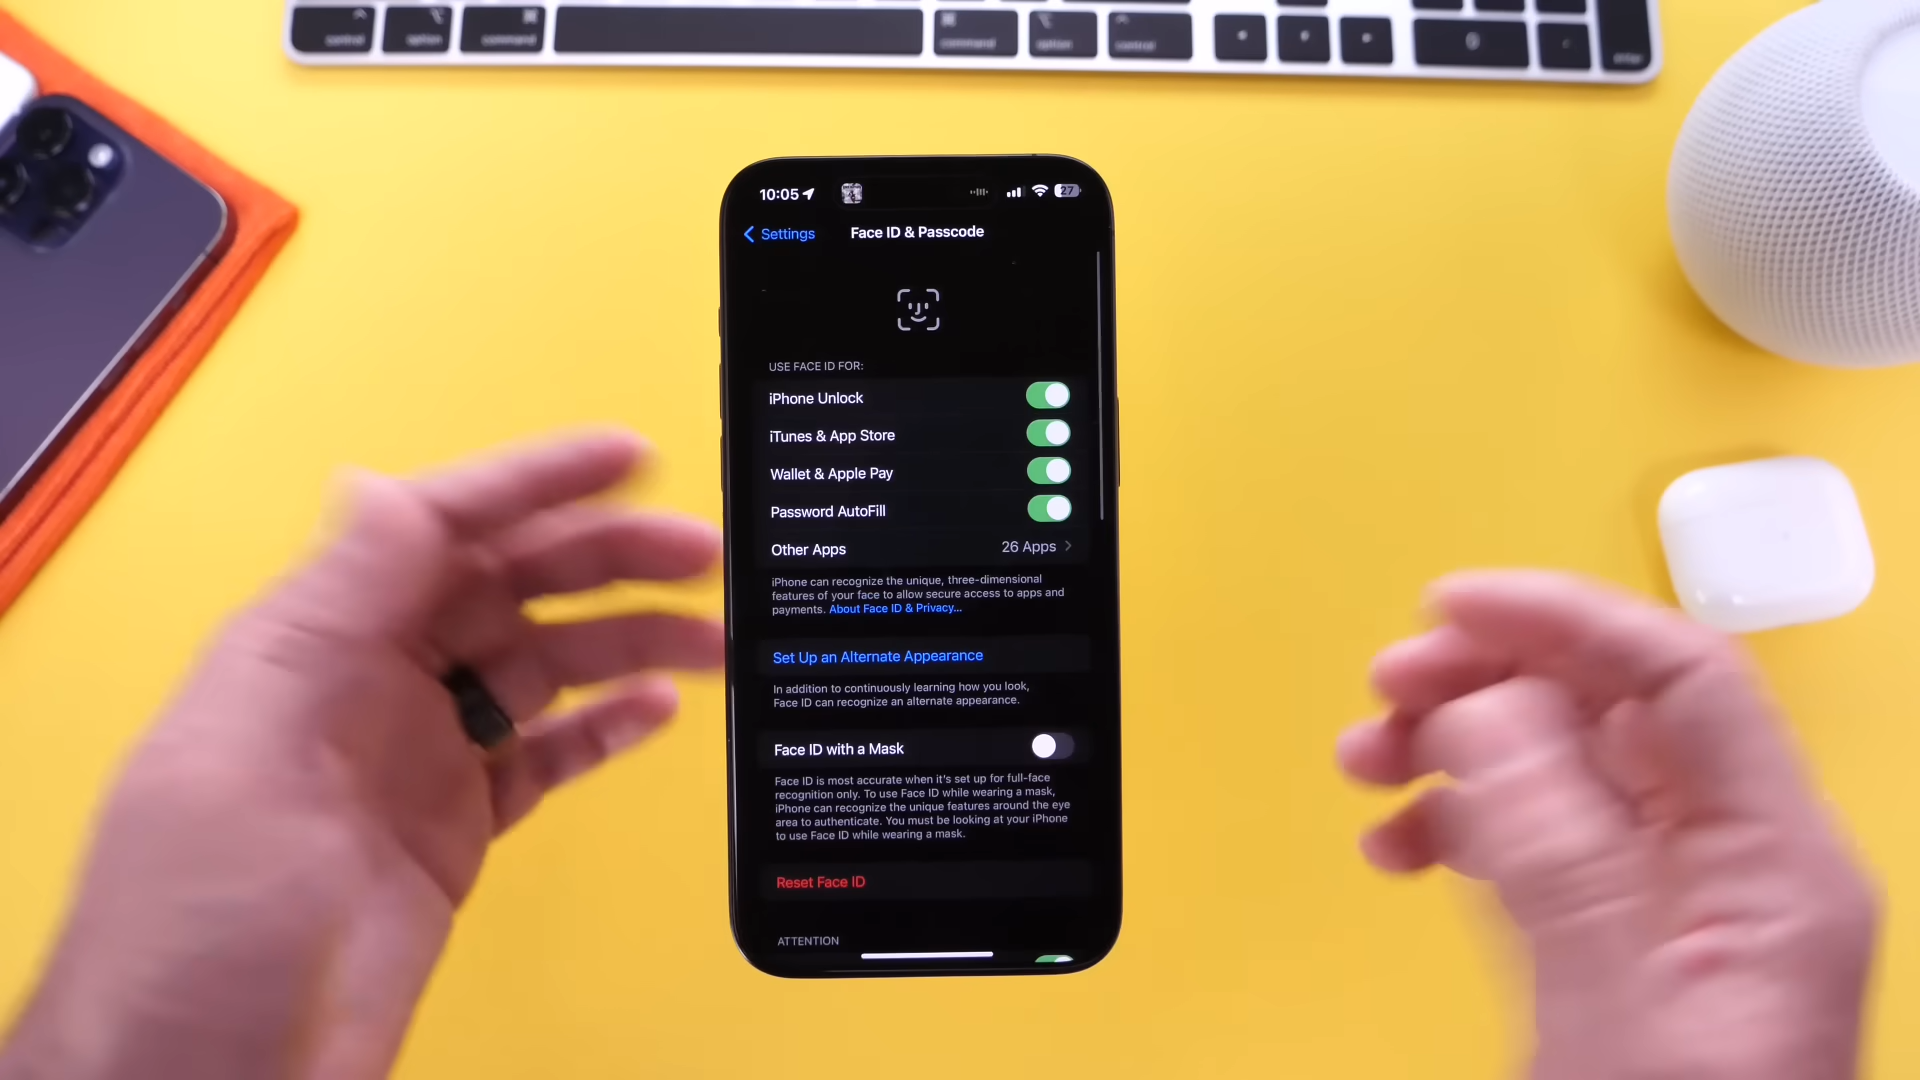 control
option
command
command
option
control
enter
10:05
27
Settings
Face ID & Passcode
USE FACE ID FOR:
iPhone Unlock
iTunes & App Store
Wallet & Apple Pay
Password AutoFill
Other Apps
26 Apps
iPhone can recognize the unique, three-dimensional
features of your face to allow secure access to apps and
payments. About Face ID & Privacy...
Set Up an Alternate Appearance
In addition to continuously learning how you look,
Face ID can recognize an alternate appearance.
Face ID with a Mask
Face ID is most accurate when it's set up for full-face
recognition only. To use Face ID while wearing a mask,
iPhone can recognize the unique features around the eye
area to authenticate. You must be looking at your iPhone
to use Face ID while wearing a mask.
Reset Face ID
ATTENTION